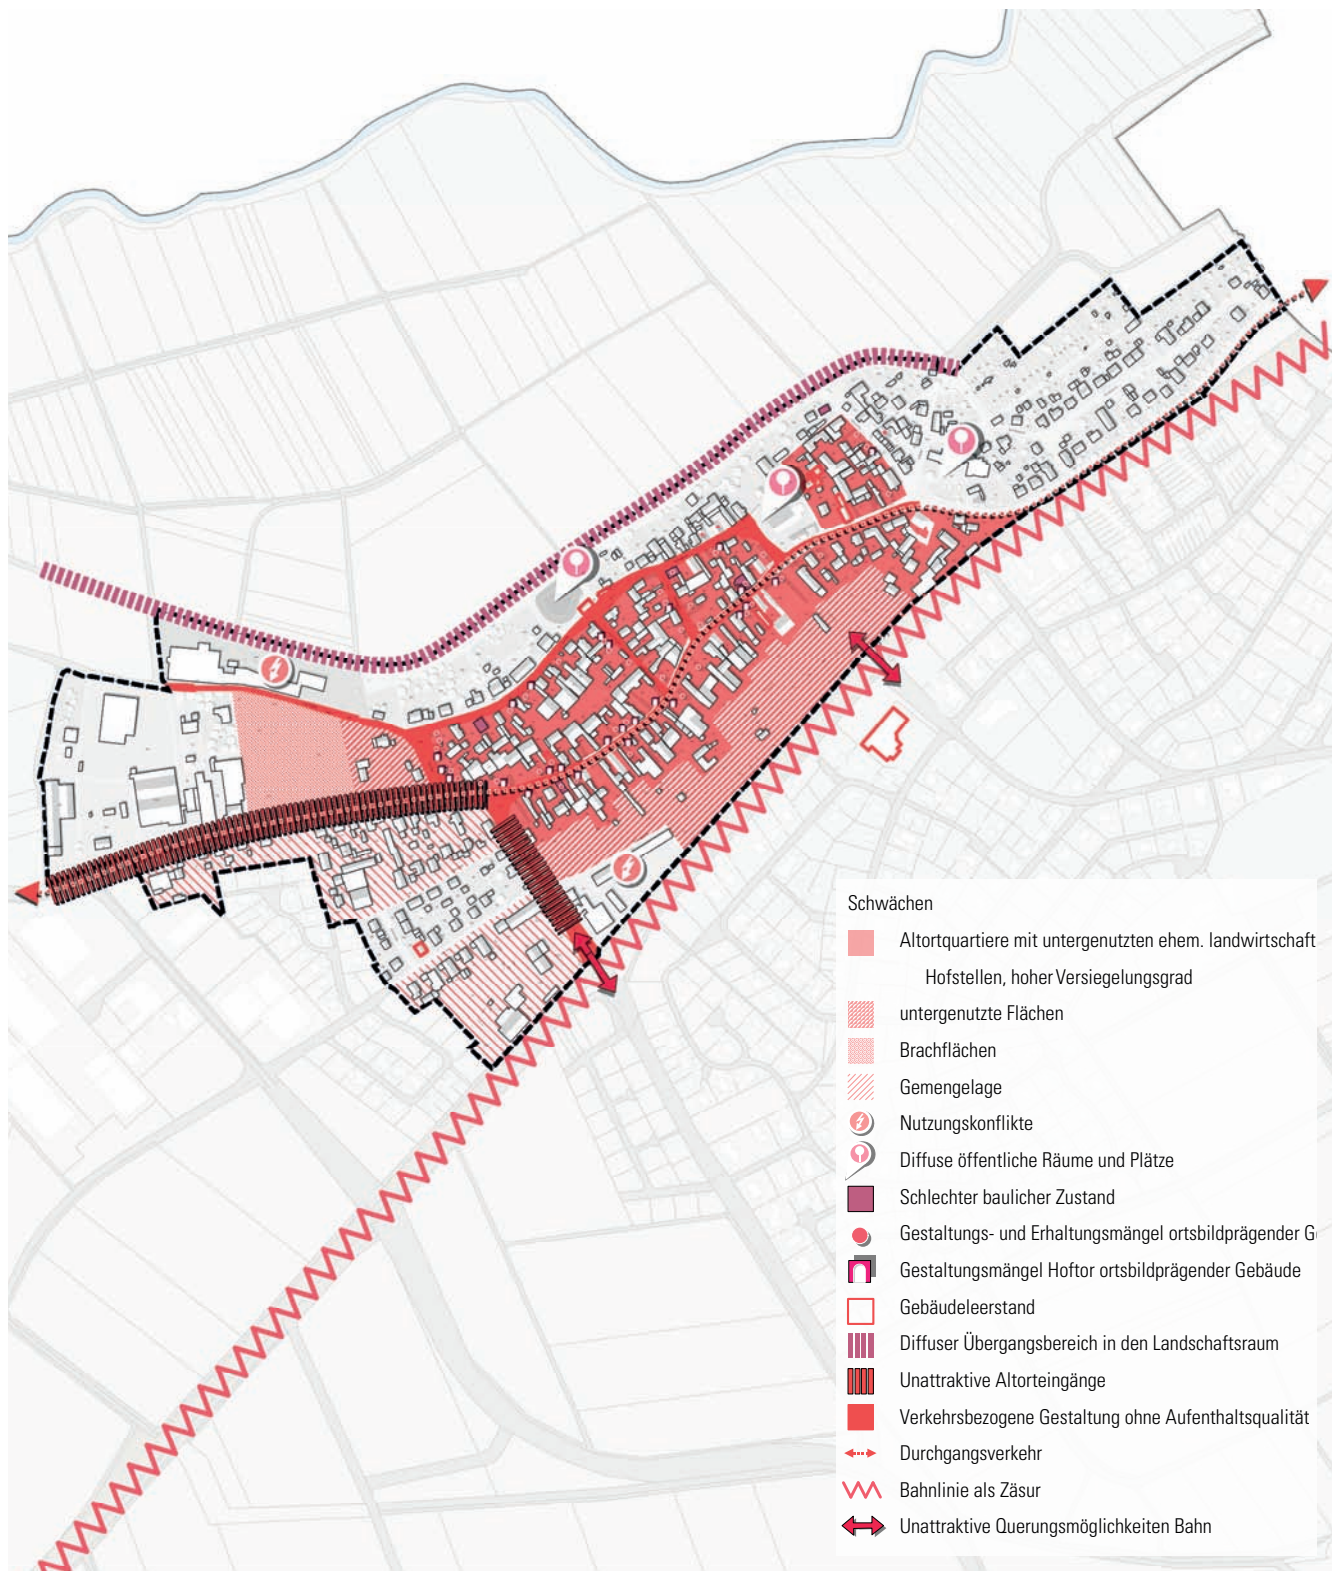 Schwächen
Altortquartiere mit untergenutzten ehem. landwirtschaft
Hofstellen, hoher Versiegelungsgrad
untergenutzte Flächen
Brachflächen
Gemengelage
Nutzungskonflikte
Diffuse öffentliche Räume und Plätze
Schlechter baulicher Zustand
Gestaltungs- und Erhaltungsmängel ortsbildprägender G
Gestaltungsmängel Hoftor ortsbildprägender Gebäude
Gebäudeleerstand
Diffuser Übergangsbereich in den Landschaftsraum
Unattraktive Altorteingänge
Verkehrsbezogene Gestaltung ohne Aufenthaltsqualität
Durchgangsverkehr
Bahnlinie als Zäsur
Unattraktive Querungsmöglichkeiten Bahn